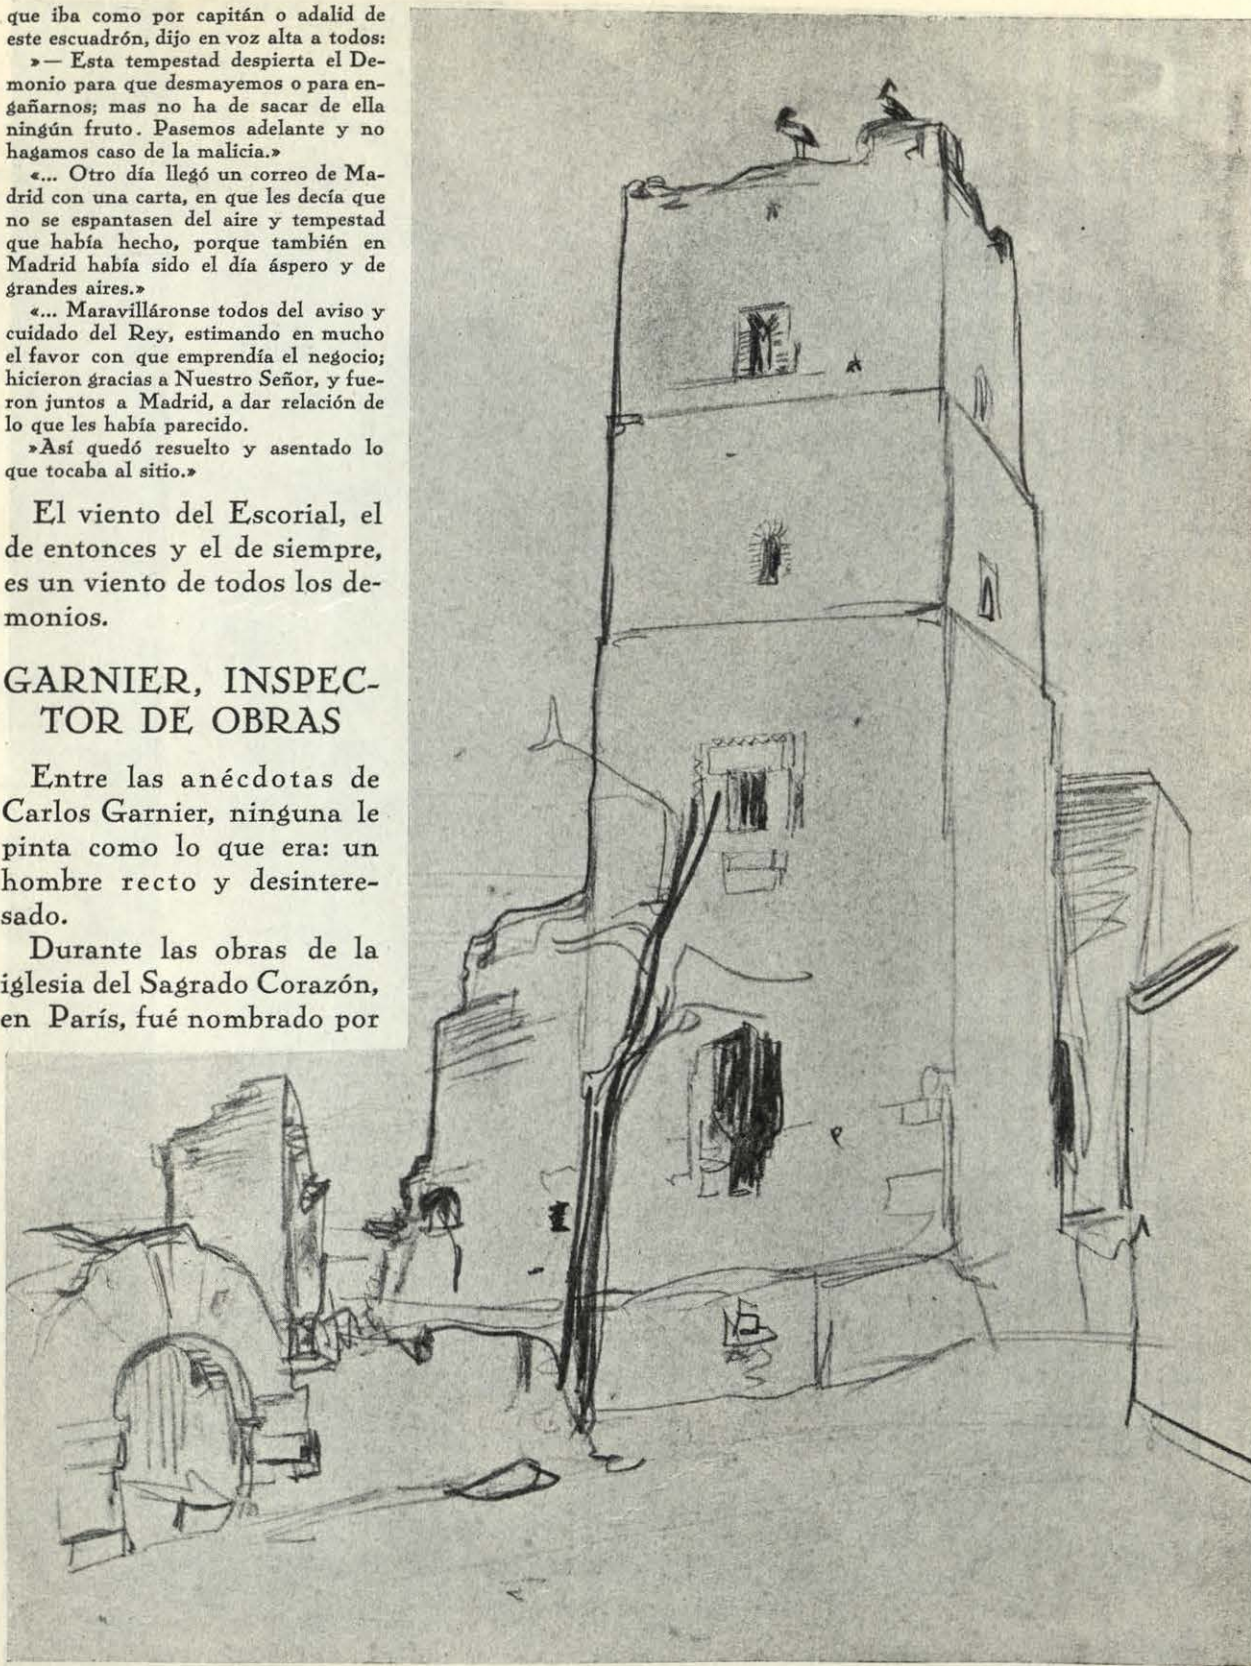 que iba como por capitán o adalid de
este escuadrón, dijo en voz alta a todos:
»— Esta tempestad despierta el De-
monio para que desmayemos o para en-
gañarnos; mas no ha de sacar de ella
ningún fruto. Pasemos adelante y no
hagamos caso de la malicia.»
«... Otro día llegó un correo de Ma-
drid con una carta, en que les decía que
no se espantasen del aire y tempestad
que había hecho, porque también en
Madrid había sido el día áspero y de
grandes aires.»
«... Maravilláronse todos del aviso y
cuidado del Rey, estimando en mucho
el favor con que emprendía el negocio;
hicieron gracias a Nuestro Señor, y fue-
ron juntos a Madrid, a dar relación de
lo que les había parecido.
»Así quedó resuelto y asentado lo
que tocaba al sitio.»
El viento del Escorial, el
de entonces y el de siempre,
es un viento de todos los de-
monios.
GARNIER, INSPEC-
TOR DE OBRAS
Entre las anécdotas de
Carlos Garnier, ninguna le
pinta como lo que era: un
hombre recto y desintere-
sado.
Durante las obras de la
iglesia del Sagrado Corazón,
en París, fué nombrado por